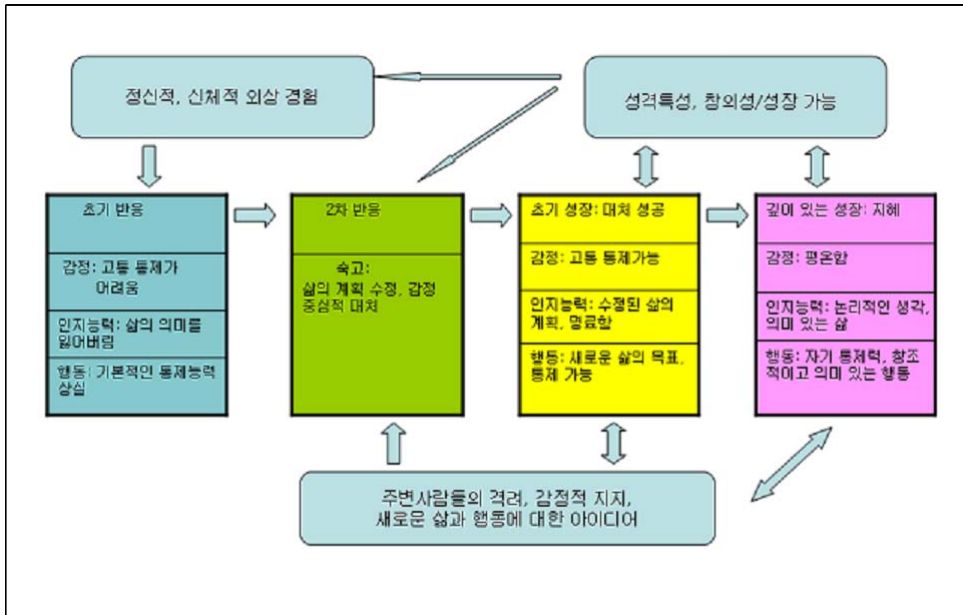 정신적, 신체적 외상 경험
성격특성, 창의성/성장 가능
초기 반응
감정: 고통 통제가
어려움
인지능력: 삶의 의미를
잃어버림
행동: 기본적인 통제능력
상실
2차 반응
숙고:
삶의 계획 수정, 감정
중심적 대처
초기 성장: 대처 성공
감정: 고통 통제가능
인지능력: 수정된 삶의
계획, 명료함
행동: 새로운 삶의 목표,
통제 가능
깊이 있는 성장: 지혜
감정: 평온함
인지능력: 논리적인 생각,
의미 있는 삶
행동: 자기 통제력, 창조
적이고 의미 있는 행동
주변사람들의 격려, 감정적 지지,
새로운 삶과 행동에 대한 아이디어